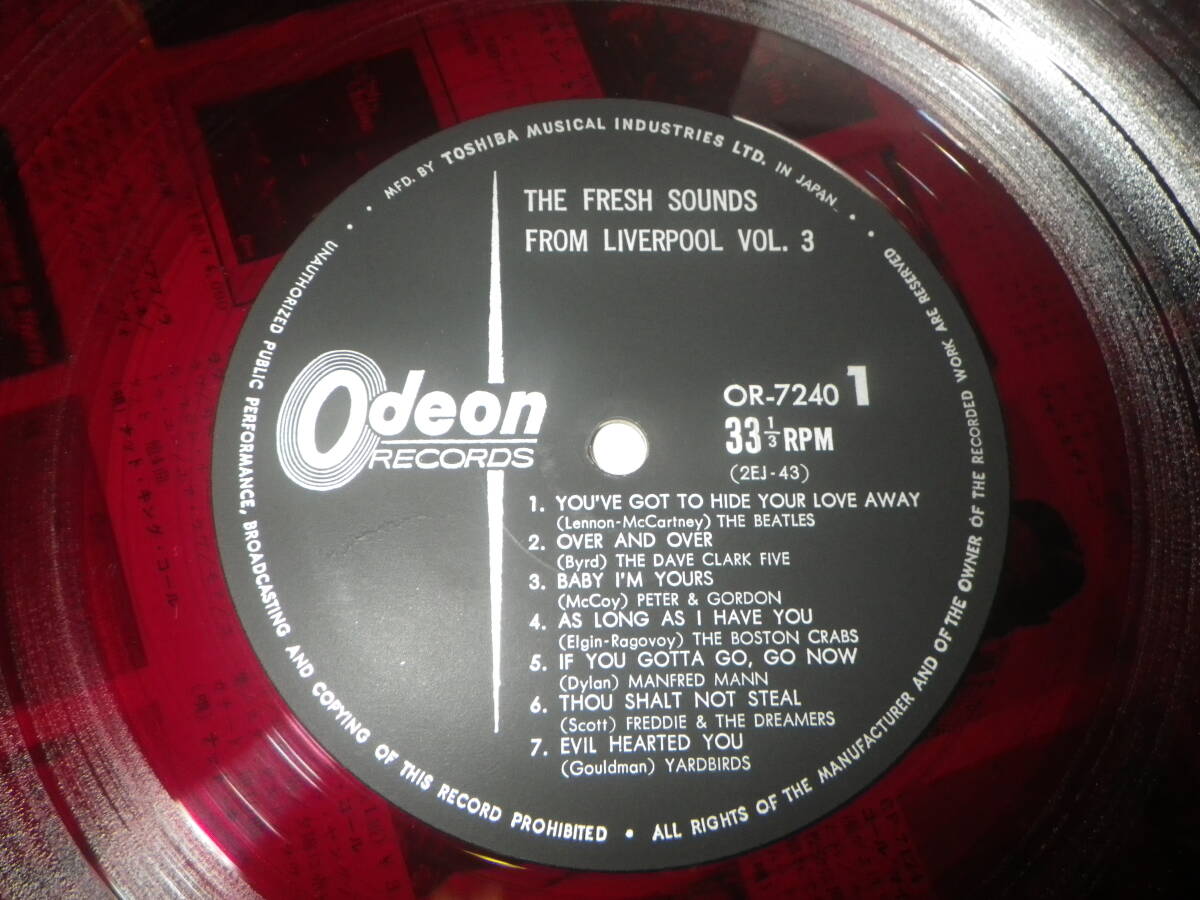 MFD. BY TOSHIBA MUSICAL INDUSTRIES LTD. IN JAPAN
THE FRESH SOUNDS
FROM LIVERPOOL VOL. 3
Odeon
RECORDS
OR-7240 1
33 1/3 RPM
(2EJ-43)
1. YOU'VE GOT TO HIDE YOUR LOVE AWAY
(Lennon-McCartney) THE BEATLES
2. OVER AND OVER
(Byrd) THE DAVE CLARK FIVE
3. BABY I'M YOURS
(McCoy) PETER & GORDON
4. AS LONG AS I HAVE YOU
(Elgin-Ragovoy) THE BOSTON CRABS
5. IF YOU GOTTA GO, GO NOW
(Dylan) MANFRED MANN
6. THOU SHALT NOT STEAL
(Scott) FREDDIE & THE DREAMERS
7. EVIL HEARTED YOU
(Gouldman) YARDBIRDS
UNAUTHORIZED PUBLIC PERFORMANCE, BROADCASTING AND COPYING OF THIS RECORD PROHIBITED • ALL RIGHTS OF THE MANUFACTURER AND OF THE OWNER OF THE RECORDED WORK ARE RESERVED